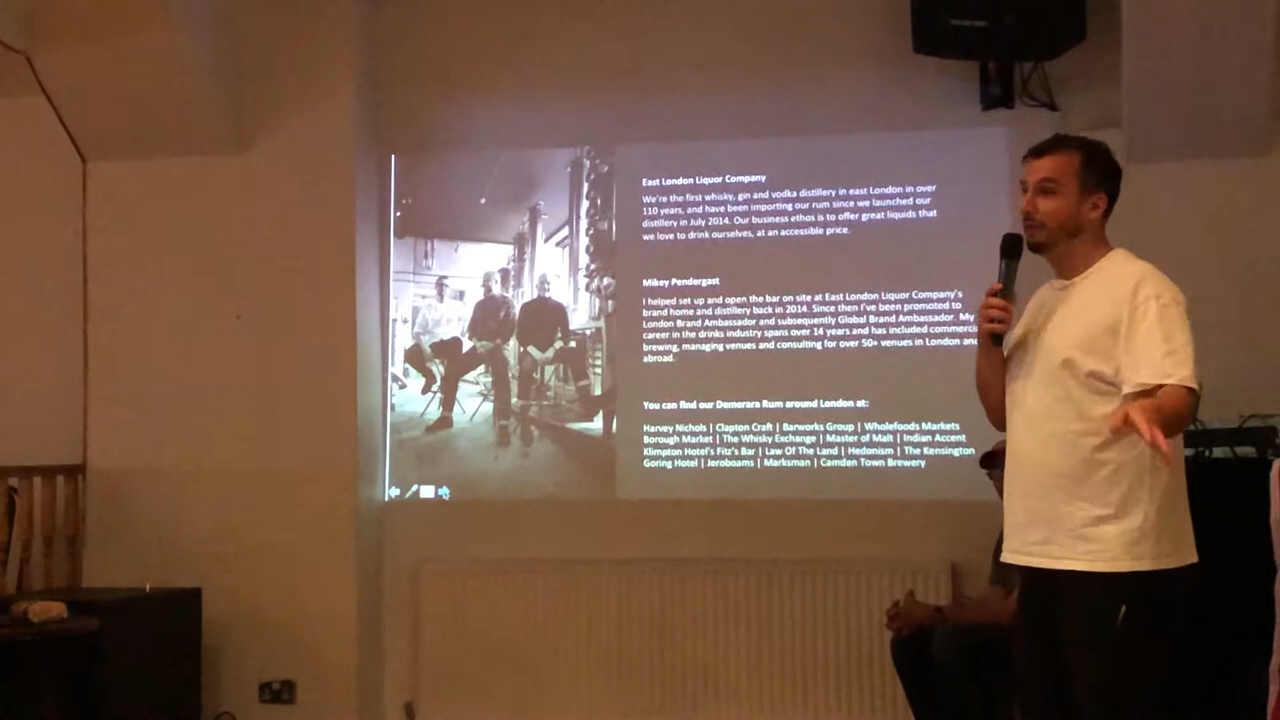 East London Liquor Company
We're the first whisky, gin and vodka distillery in east London in over
110 years, and have been importing our rum since we launched our
distillery in July 2014. Our business ethos is to offer great liquids that
we love to drink ourselves, at an accessible price.
Mikey Pendergast
I helped set up and open the bar on site at East London Liquor Company's
brand home and distillery back in 2014. Since then I've been promoted to
London Brand Ambassador and subsequently Global Brand Ambassador. My
career in the drinks industry spans over 14 years and has included commercia
brewing, managing venues and consulting for over 50+ venues in London and
abroad.
You can find our Demerara Rum around London at:
Harvey Nichols | Clapton Craft | Barworks Group | Wholefoods Markets
Borough Market | The Whisky Exchange | Master of Malt | Indian Accent
Klimpton Hotel's Fitz's Bar | Law Of The Land | Hedonism | The Kensington
Goring Hotel | Jeroboams | Marksman | Camden Town Brewery